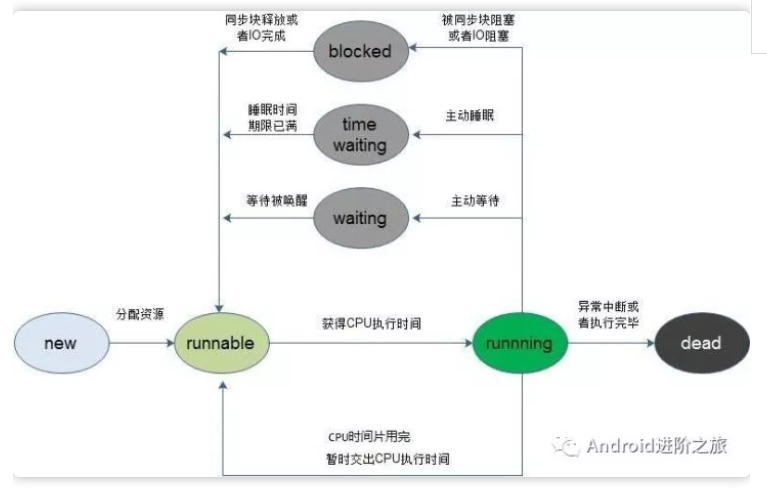 同步块释放或
者IO完成
blocked
被同步块阻塞
或者IO阻塞
睡眠时间
期限已满
time
waiting
主动睡眠
等待被唤醒
waiting
主动等待
new
分配资源
runnable
获得CPU执行时间
runnning
异常中断或
者执行完毕
dead
CPU时间片用完
暂时交出CPU执行时间
Android进阶之旅